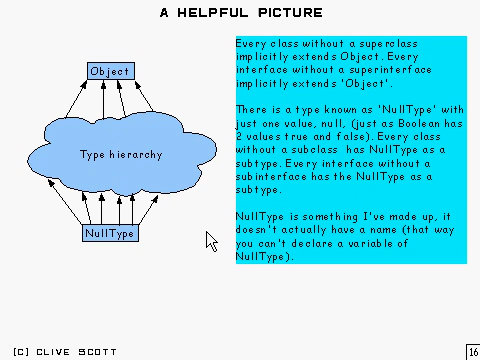 A HELPFUL PICTURE
Object
Type hierarchy
NullType
Every class without a superclass
implicitly extends Object. Every
interface without a superinterface
implicitly extends 'Object'.
There is a type known as 'NullType' with
just one value, null, (just as Boolean has
2 values true and false). Every class
without a subclass has NullType as a
subtype. Every interface without a
subinterface has the NullType as a
subtype.
NullType is something I've made up, it
doesn't actually have a name (that way
you can't declare a variable of
NullType).
(C) CLIVE SCOTT
16